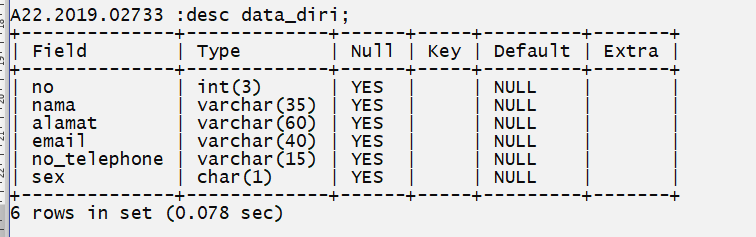 A22.2019.02733 :desc data_diri;
+--------------+-------------+------+-----+---------+-------+
| Field        | Type        | Null | Key | Default | Extra |
+--------------+-------------+------+-----+---------+-------+
| no           | int(3)      | YES  |     | NULL    |       |
| nama         | varchar(35) | YES  |     | NULL    |       |
| alamat       | varchar(60) | YES  |     | NULL    |       |
| email        | varchar(40) | YES  |     | NULL    |       |
| no_telephone | varchar(15) | YES  |     | NULL    |       |
| sex          | char(1)     | YES  |     | NULL    |       |
+--------------+-------------+------+-----+---------+-------+
6 rows in set (0.078 sec)